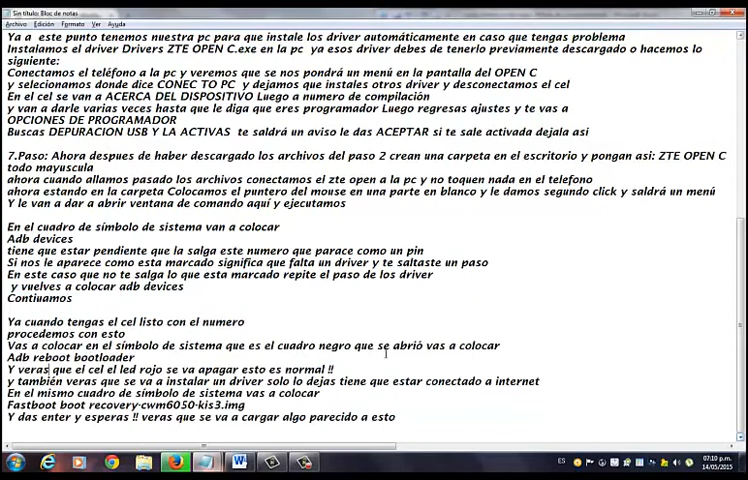 Sin título: Bloc de notas
Archivo Edición Formato Ver Ayuda
Ya a este punto tenemos nuestra pc para que instale los driver automáticamente en caso que tengas problema
Instalamos el driver Drivers ZTE OPEN C.exe en la pc ya esos driver debes de tenerlo previamente descargado o hacemos lo
siguiente:
Conectamos el teléfono a la pc y veremos que se nos pondrá un menú en la pantalla del OPEN C
y selecionamos donde dice CONEC TO PC y dejamos que instales otros driver y desconectamos el cel
En el cel se van a ACERCA DEL DISPOSITIVO Luego a numero de compilación
y van a darle varias veces hasta que le diga que eres programador Luego regresas ajustes y te vas a
OPCIONES DE PROGRAMADOR
Buscas DEPURACION USB Y LA ACTIVAS te saldrá un aviso le das ACEPTAR si te sale activada dejala asi
7.Paso: Ahora despues de haber descargado los archivos del paso 2 crean una carpeta en el escritorio y pongan asi: ZTE OPEN C
todo mayuscula
ahora cuando allamos pasado los archivos conectamos el zte open a la pc y no toquen nada en el telefono
ahora estando en la carpeta Colocamos el puntero del mouse en una parte en blanco y le damos segundo click y saldrá un menú
Y le van a dar a abrir ventana de comando aquí y ejecutamos
En el cuadro de símbolo de sistema van a colocar
Adb devices
tiene que estar pendiente que la salga este numero que parace como un pin
Si nos le aparece como esta marcado significa que falta un driver y te saltaste un paso
En este caso que no te salga lo que esta marcado repite el paso de los driver
y vuelves a colocar adb devices
Contiuamos
Ya cuando tengas el cel listo con el numero
procedemos con esto
Vas a colocar en el símbolo de sistema que es el cuadro negro que se abrió vas a colocar
Adb reboot bootloader
Y veras que el cel el led rojo se va apagar esto es normal !!
y también veras que se va a instalar un driver solo lo dejas tiene que estar conectado a internet
En el mismo cuadro de símbolo de sistema vas a colocar
Fastboot boot recovery-cwm6050-kis3.img
Y das enter y esperas !! veras que se va a cargar algo parecido a esto
ES
07:10 p.m.
14/05/2015